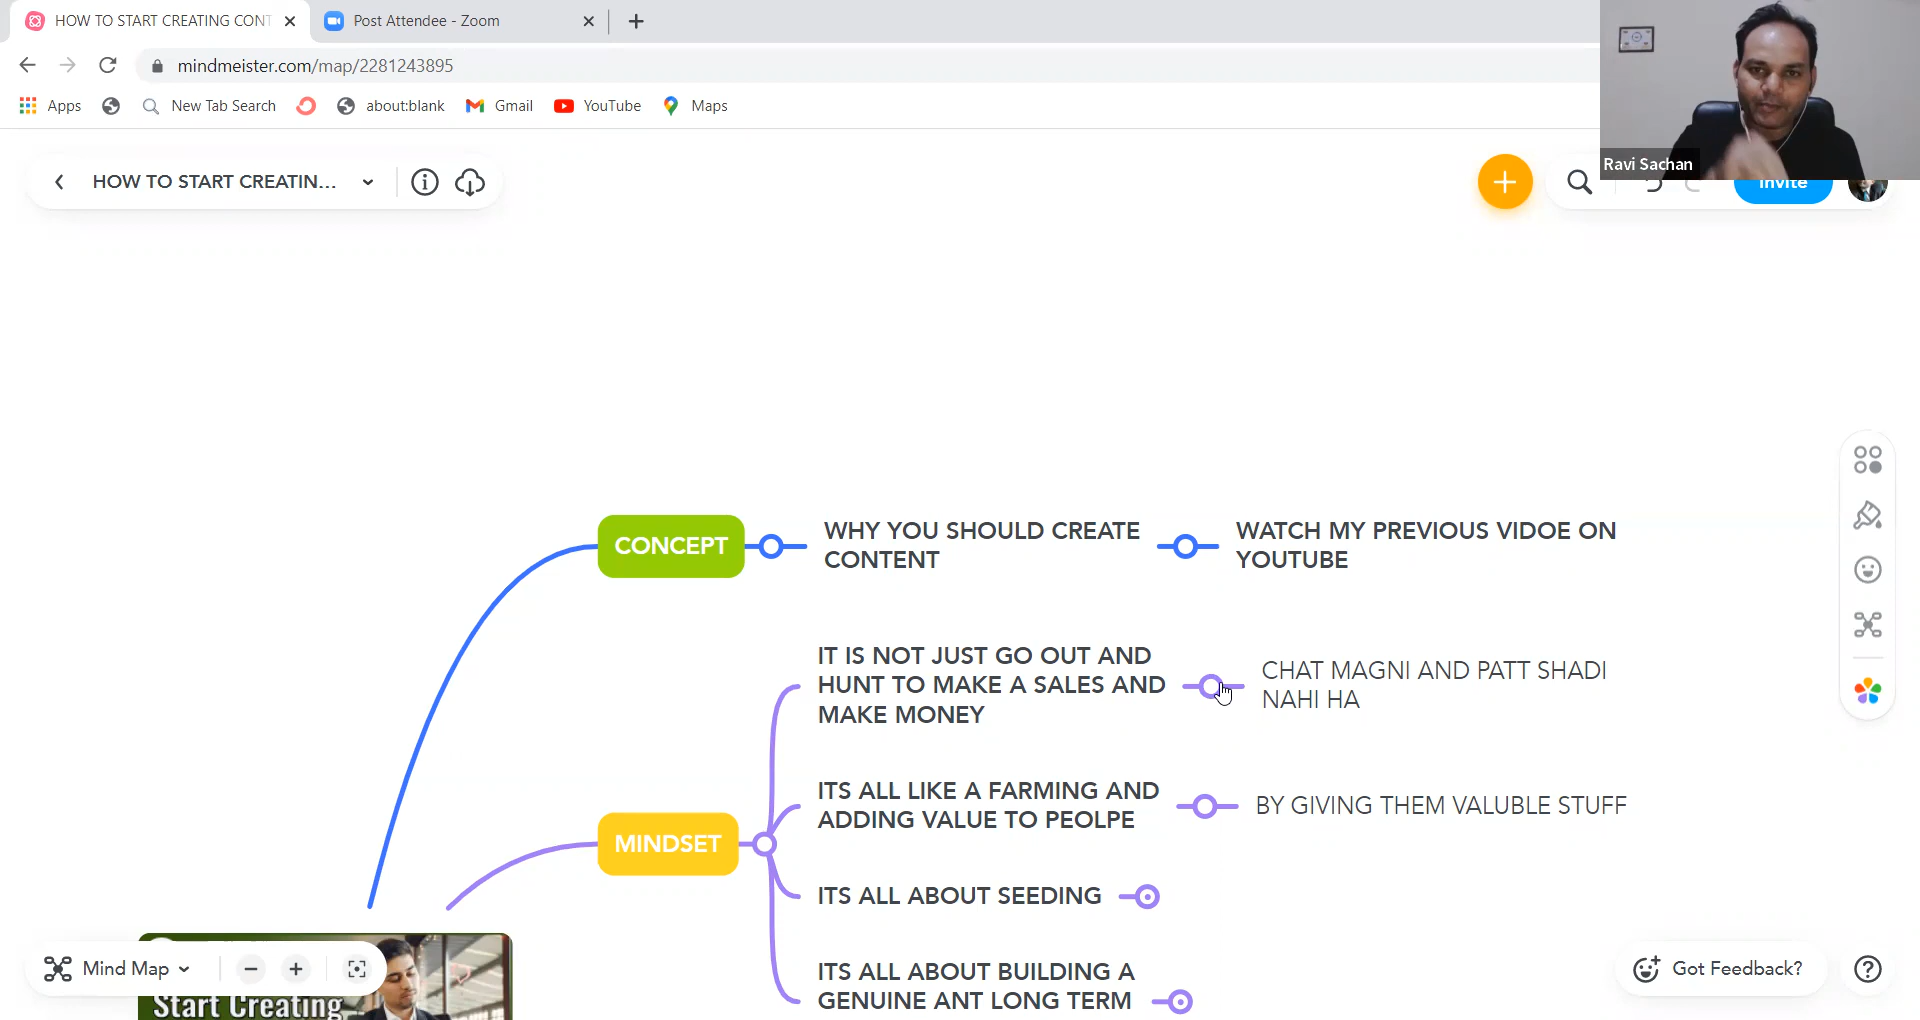 HOW TO START CREATING CONT
Post Attendee - Zoom
mindmeister.com/map/2281243895
Apps
New Tab Search
about:blank
Gmail
YouTube
Maps
Ravi Sachan
HOW TO START CREATIN...
Invite
CONCEPT
WHY YOU SHOULD CREATE
CONTENT
WATCH MY PREVIOUS VIDOE ON
YOUTUBE
IT IS NOT JUST GO OUT AND
HUNT TO MAKE A SALES AND
MAKE MONEY
CHAT MAGNI AND PATT SHADI
NAHI HA
MINDSET
ITS ALL LIKE A FARMING AND
ADDING VALUE TO PEOLPE
BY GIVING THEM VALUBLE STUFF
ITS ALL ABOUT SEEDING
ITS ALL ABOUT BUILDING A
GENUINE ANT LONG TERM
Mind Map
Start Creating
Got Feedback?